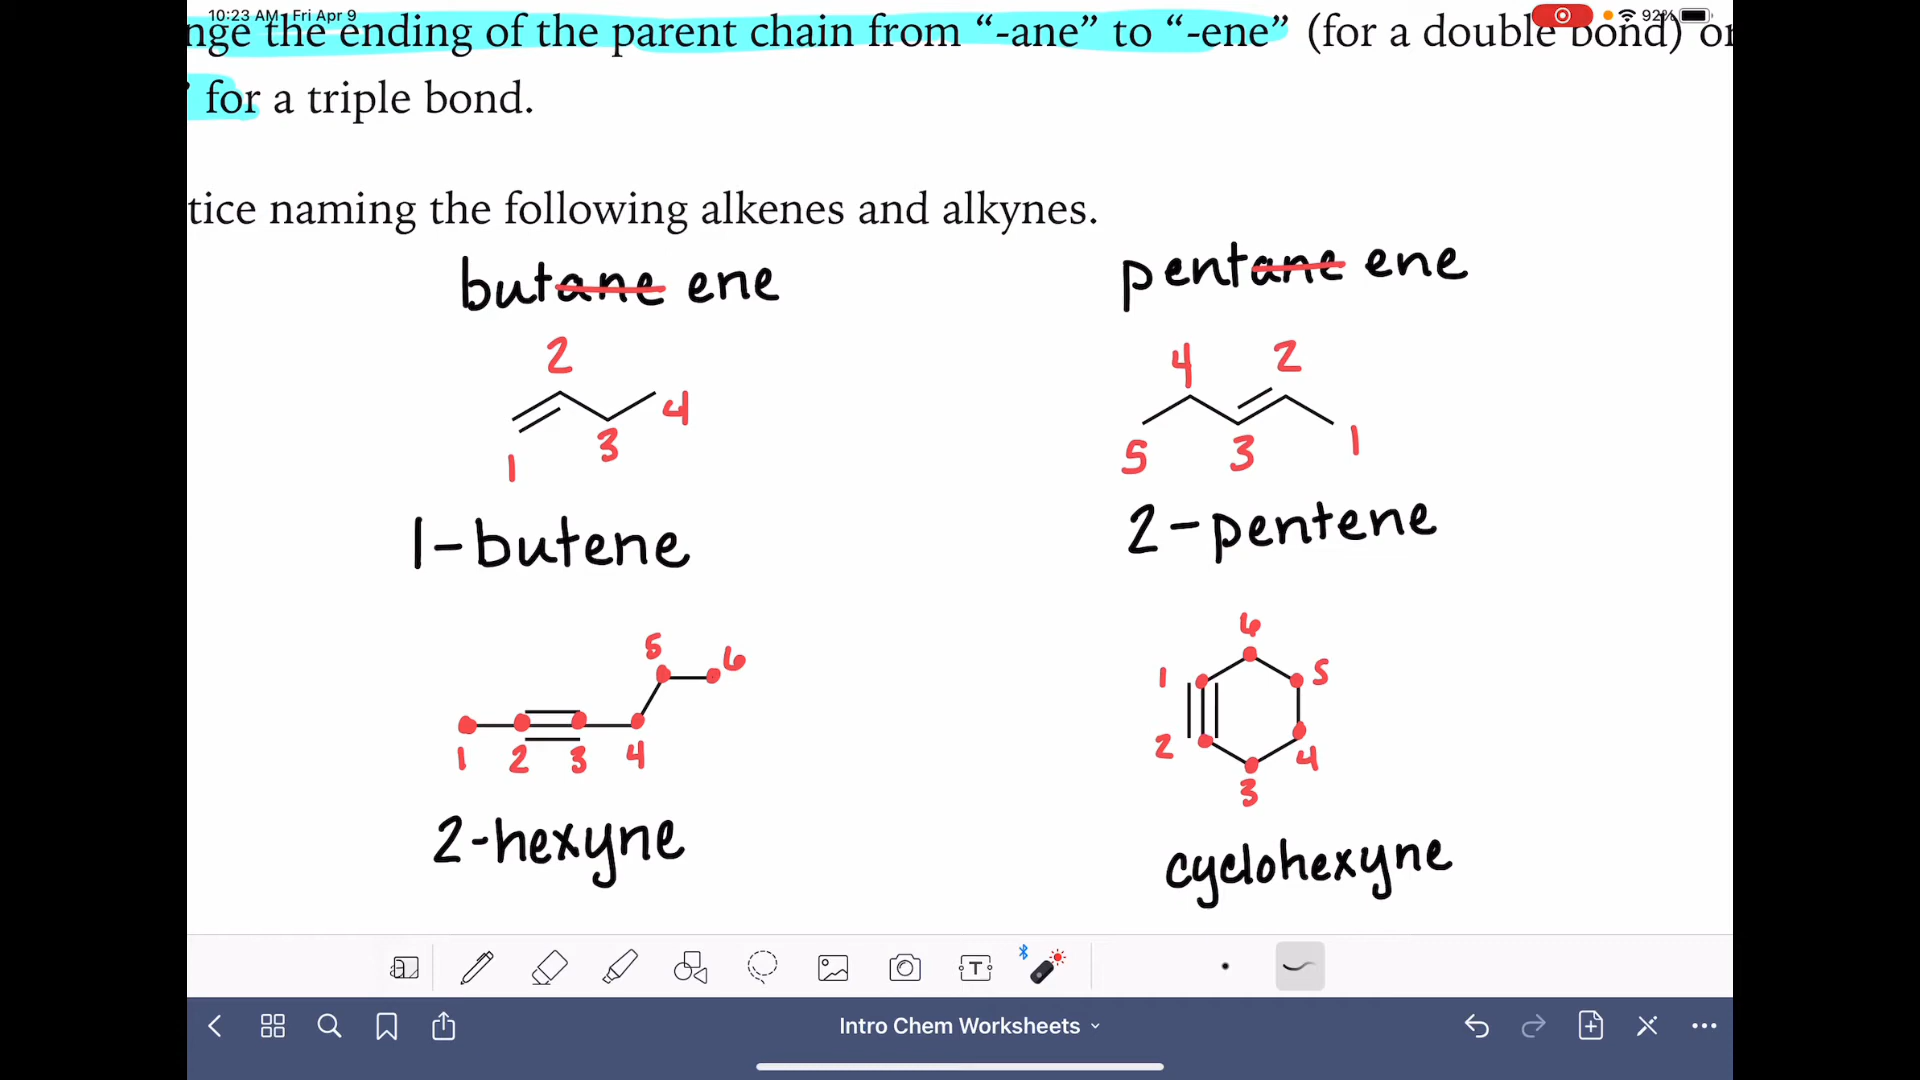 10:23 AM Fri Apr 9
92%
nge the ending of the parent chain from “-ane” to “-ene” (for a double bond) or
” for a triple bond.
tice naming the following alkenes and alkynes.
butane ene
pentane ene
2
4
3
1
4
2
5
3
1
1-butene
2-pentene
5
6
1
2
3
4
6
1
5
2
4
3
2-hexyne
cyclohexyne
a
T
Intro Chem Worksheets